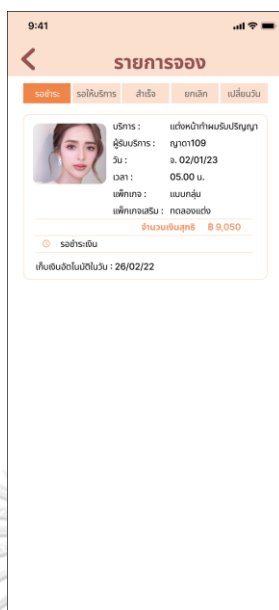 9:41
รายการจอง
รอชำระ รอให้บริการ สำเร็จ ยกเลิก เปลี่ยนวัน
บริการ : แต่งหน้าทำผมรับปริญญา
ผู้รับบริการ : ญาดา109
วัน : จ. 02/01/23
เวลา : 05.00 น.
แพ็กเกจ : แบบกลุ่ม
แพ็กเกจเสริม : ทดลองแต่ง
จำนวนเงินสุทธิ ฿ 9,050
รอชำระเงิน
เก็บเงินอัตโนมัติในวัน : 26/02/22